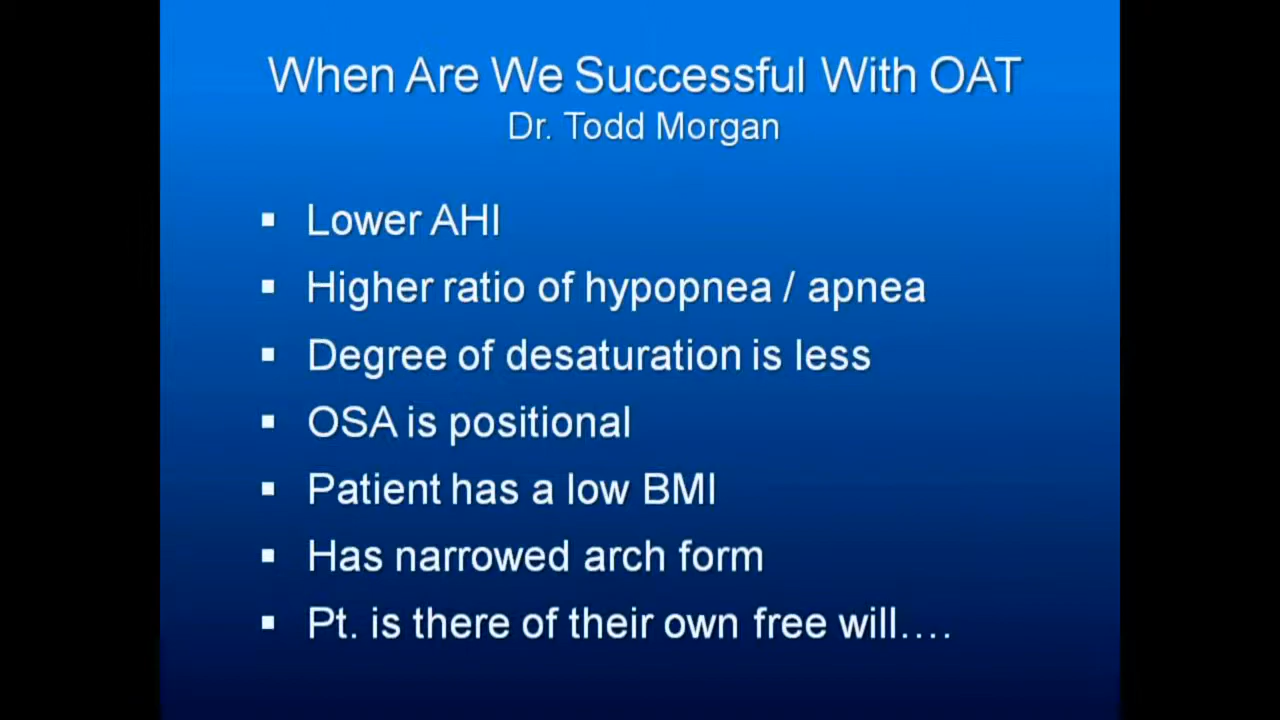 When Are We Successful With OAT
Dr. Todd Morgan
▪ Lower AHI
▪ Higher ratio of hypopnea / apnea
▪ Degree of desaturation is less
▪ OSA is positional
▪ Patient has a low BMI
▪ Has narrowed arch form
▪ Pt. is there of their own free will….